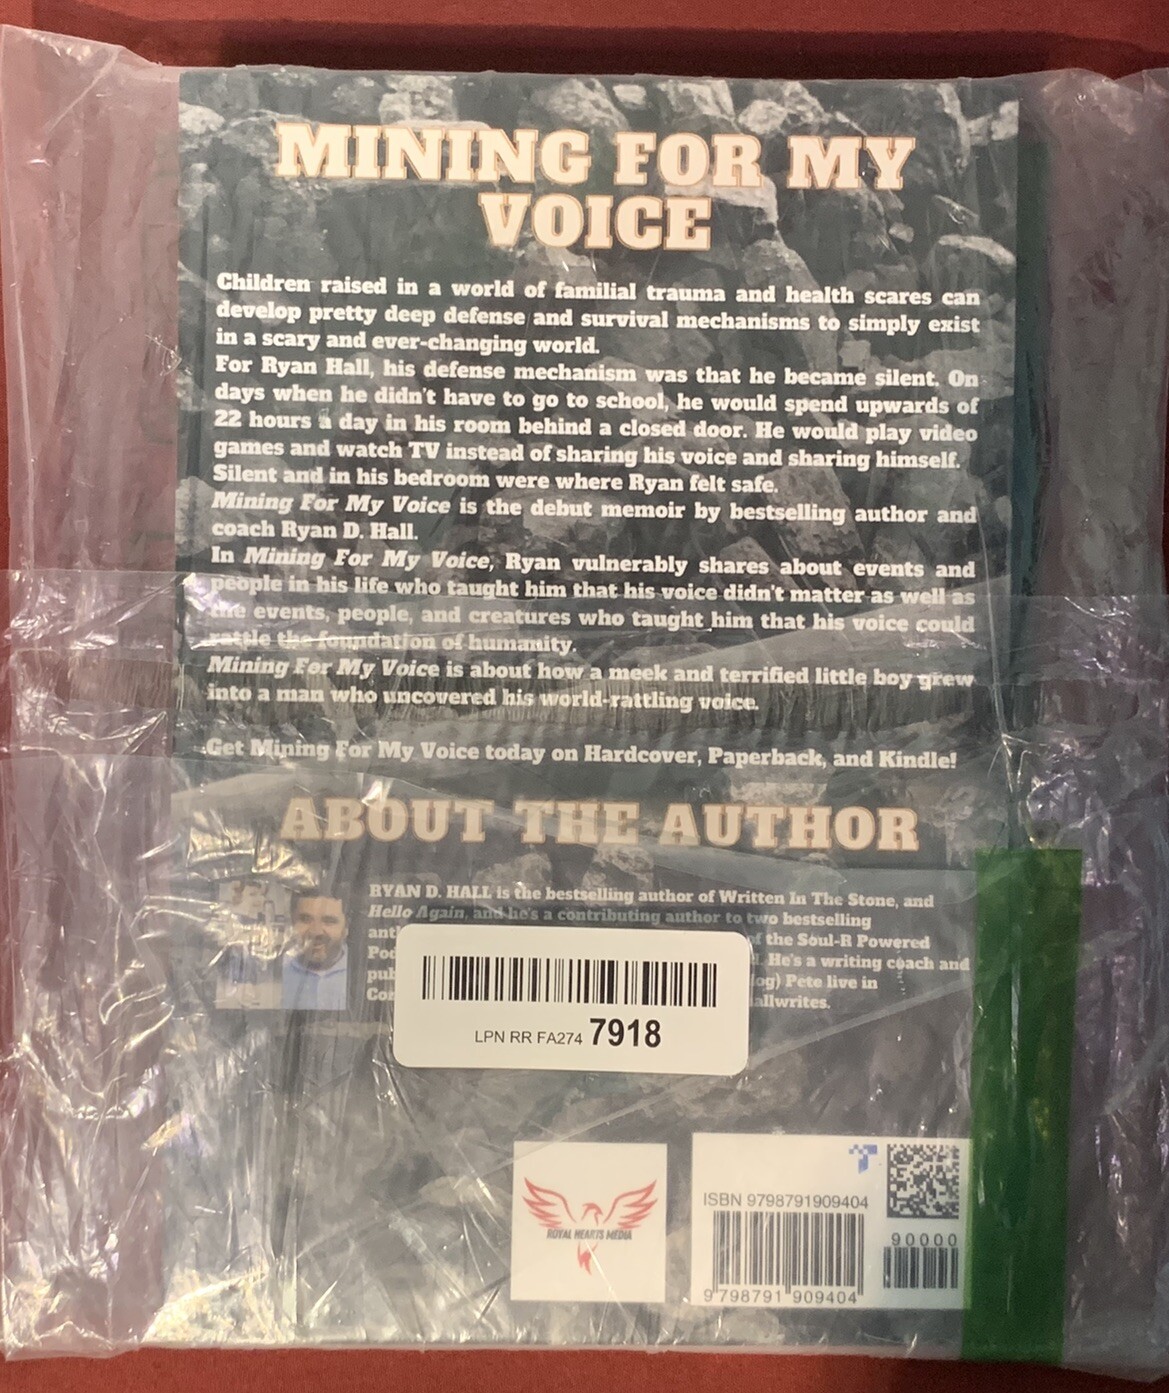 MINING FOR MY
VOICE
Children raised in a world of familial trauma and health scares can
develop pretty deep defense and survival mechanisms to simply exist
in a scary and ever-changing world.
For Ryan Hall, his defense mechanism was that he became silent. On
days when he didn't have to go to school, he would spend upwards of
22 hours a day in his room behind a closed door. He would play video
games and watch TV instead of sharing his voice and sharing himself.
Silent and in his bedroom were where Ryan felt safe.
Mining For My Voice is the debut memoir by bestselling author and
coach Ryan D. Hall.
In Mining For My Voice, Ryan vulnerably shares about events and
people in his life who taught him that his voice didn't matter as well as
the events, people, and creatures who taught him that his voice could
rattle the foundation of humanity.
Mining For My Voice is about how a meek and terrified little boy grew
into a man who uncovered his world-rattling voice.
Get Mining For My Voice today on Hardcover, Paperback, and Kindle!
ABOUT THE AUTHOR
RYAN D. HALL is the bestselling author of Written In The Stone, and
Hello Again, and he's a contributing author to two bestselling
of the Soul-R Powered
He's a writing coach and
Pete live in
LPN RR FA274 7918
ROYAL HEARTS MEDIA
ISBN 9798791909404
90000
9 798791 909404